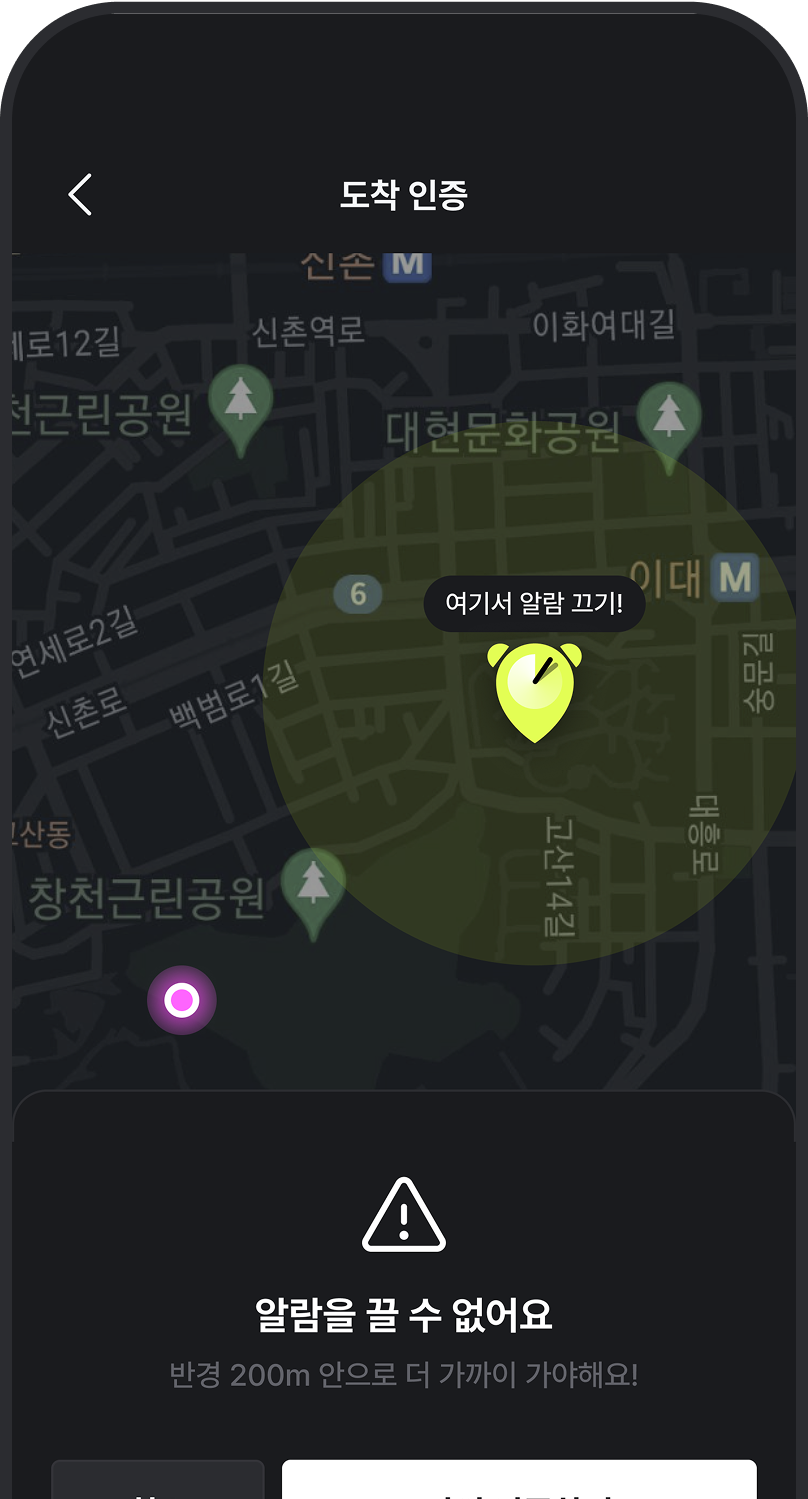 도착 인증
신촌 M
세로12길
신촌역로
이화여대길
천근린공원
대현문화공원
6
이대 M
여기서 알람 끄기!
연세로2길
신촌로
백범로1길
숭문길
대흥로
고산14길
창천근린공원
알람을 끌 수 없어요
반경 200m 안으로 더 가까이 가야해요!